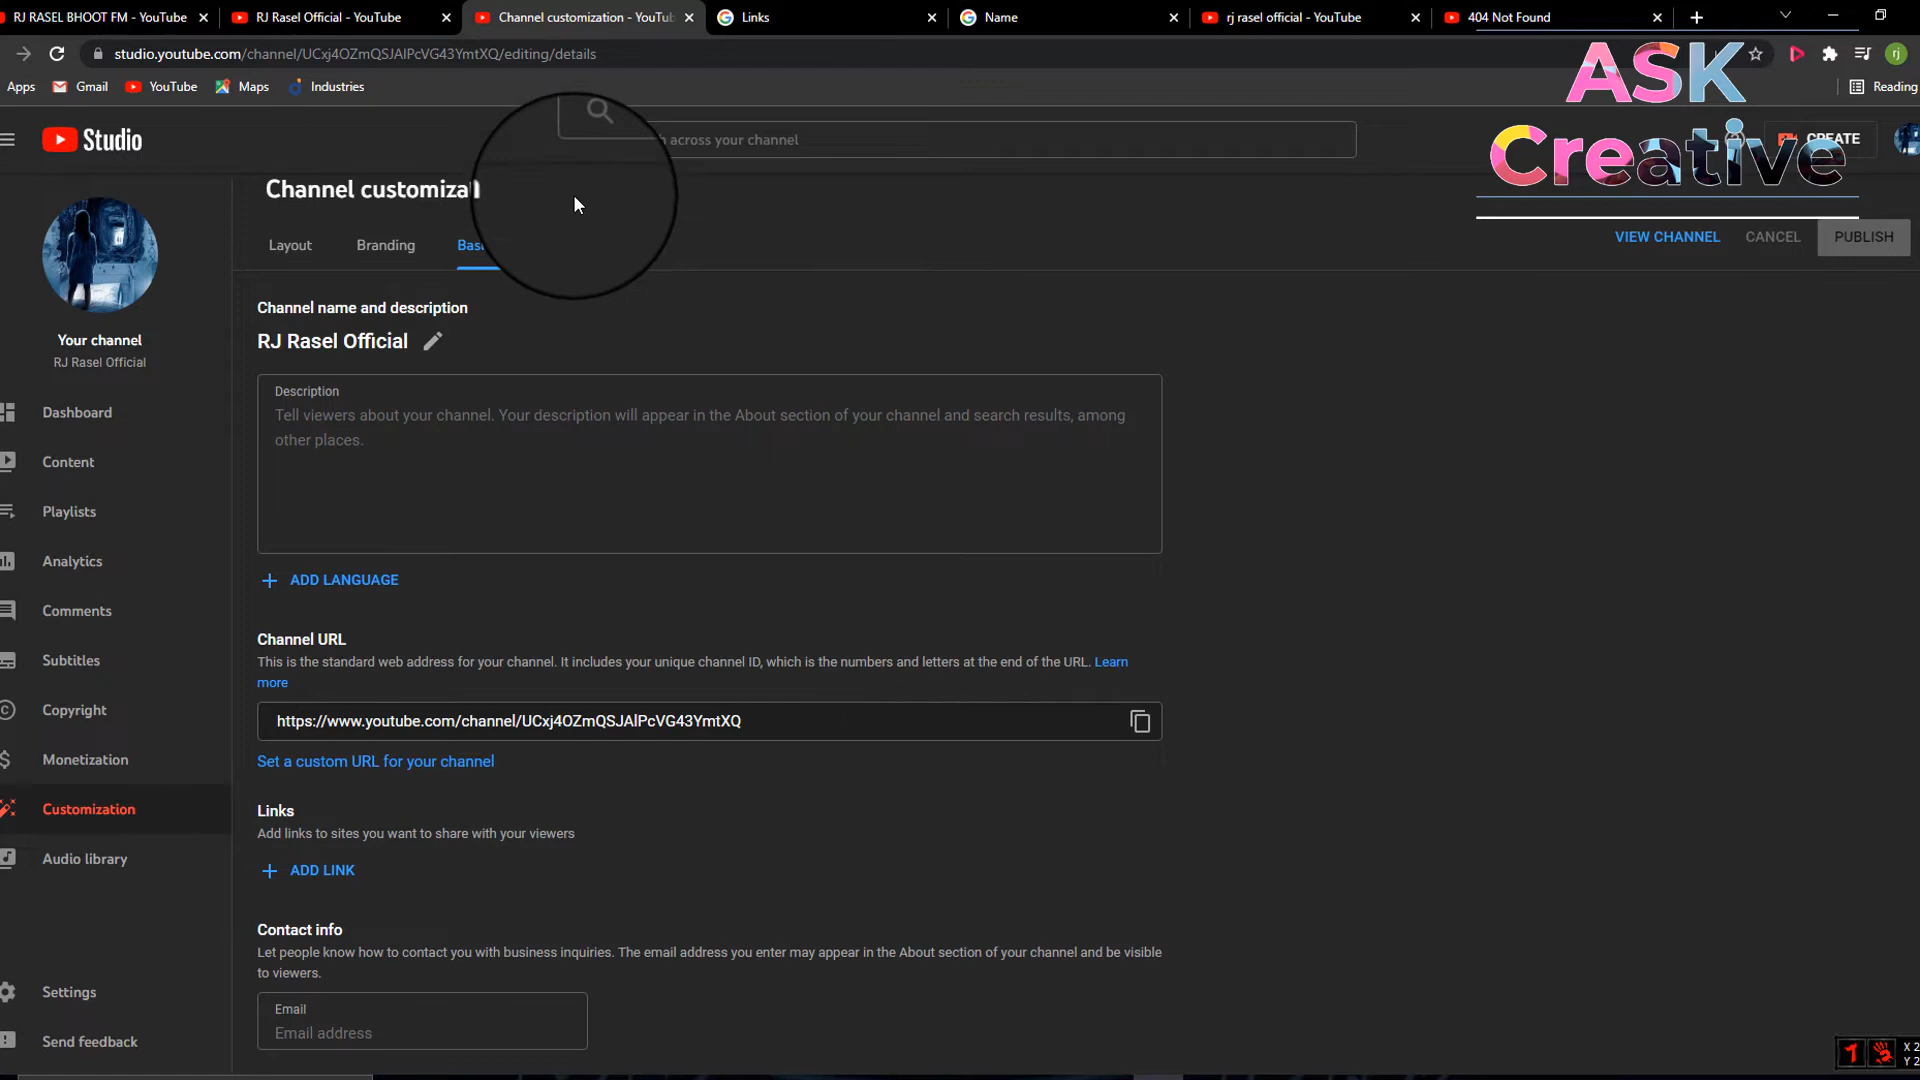 RJ RASEL BHOOT FM - YouTube
RJ Rasel Official - YouTube
Channel customization - YouTub
Links
Name
rj rasel official - YouTube
404 Not Found
studio.youtube.com/channel/UCxj4OZmQSJAlPcVG43YmtXQ/editing/details
Apps
Gmail
YouTube
Maps
Industries
Reading
ASK
Creative
Studio
across your channel
CREATE
Channel customiza
Layout
Branding
Bas
VIEW CHANNEL
CANCEL
PUBLISH
Your channel
RJ Rasel Official
Dashboard
Content
Playlists
Analytics
Comments
Subtitles
Copyright
Monetization
Customization
Audio library
Settings
Send feedback
Channel name and description
RJ Rasel Official
Description
Tell viewers about your channel. Your description will appear in the About section of your channel and search results, among
other places.
ADD LANGUAGE
Channel URL
This is the standard web address for your channel. It includes your unique channel ID, which is the numbers and letters at the end of the URL. Learn
more
https://www.youtube.com/channel/UCxj4OZmQSJAlPcVG43YmtXQ
Set a custom URL for your channel
Links
Add links to sites you want to share with your viewers
ADD LINK
Contact info
Let people know how to contact you with business inquiries. The email address you enter may appear in the About section of your channel and be visible
to viewers.
Email
Email address
X 2
Y 2